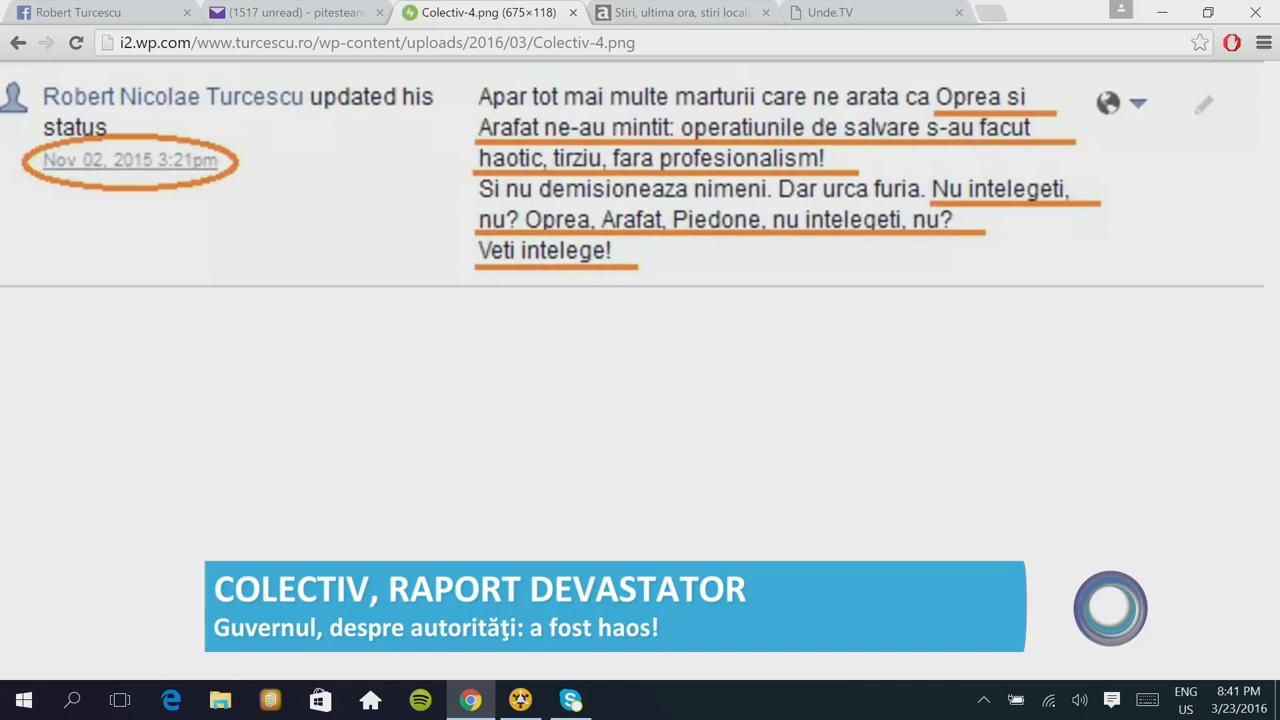 Robert Turcescu
(1517 unread) - pitestean
Colectiv-4.png (675×118)
Stiri, ultima ora, stiri locale
Unde.TV
i2.wp.com/www.turcescu.ro/wp-content/uploads/2016/03/Colectiv-4.png
Robert Nicolae Turcescu updated his
status
Nov 02, 2015 3:21pm
Apar tot mai multe marturii care ne arata ca Oprea si
Arafat ne-au mintit: operatiunile de salvare s-au facut
haotic, tirziu, fara profesionalism!
Si nu demisioneaza nimeni. Dar urca furia. Nu intelegeti,
nu? Oprea, Arafat, Piedone, nu intelegeti, nu?
Veti intelege!
COLECTIV, RAPORT DEVASTATOR
Guvernul, despre autorităţi: a fost haos!
ENG
US
8:41 PM
3/23/2016